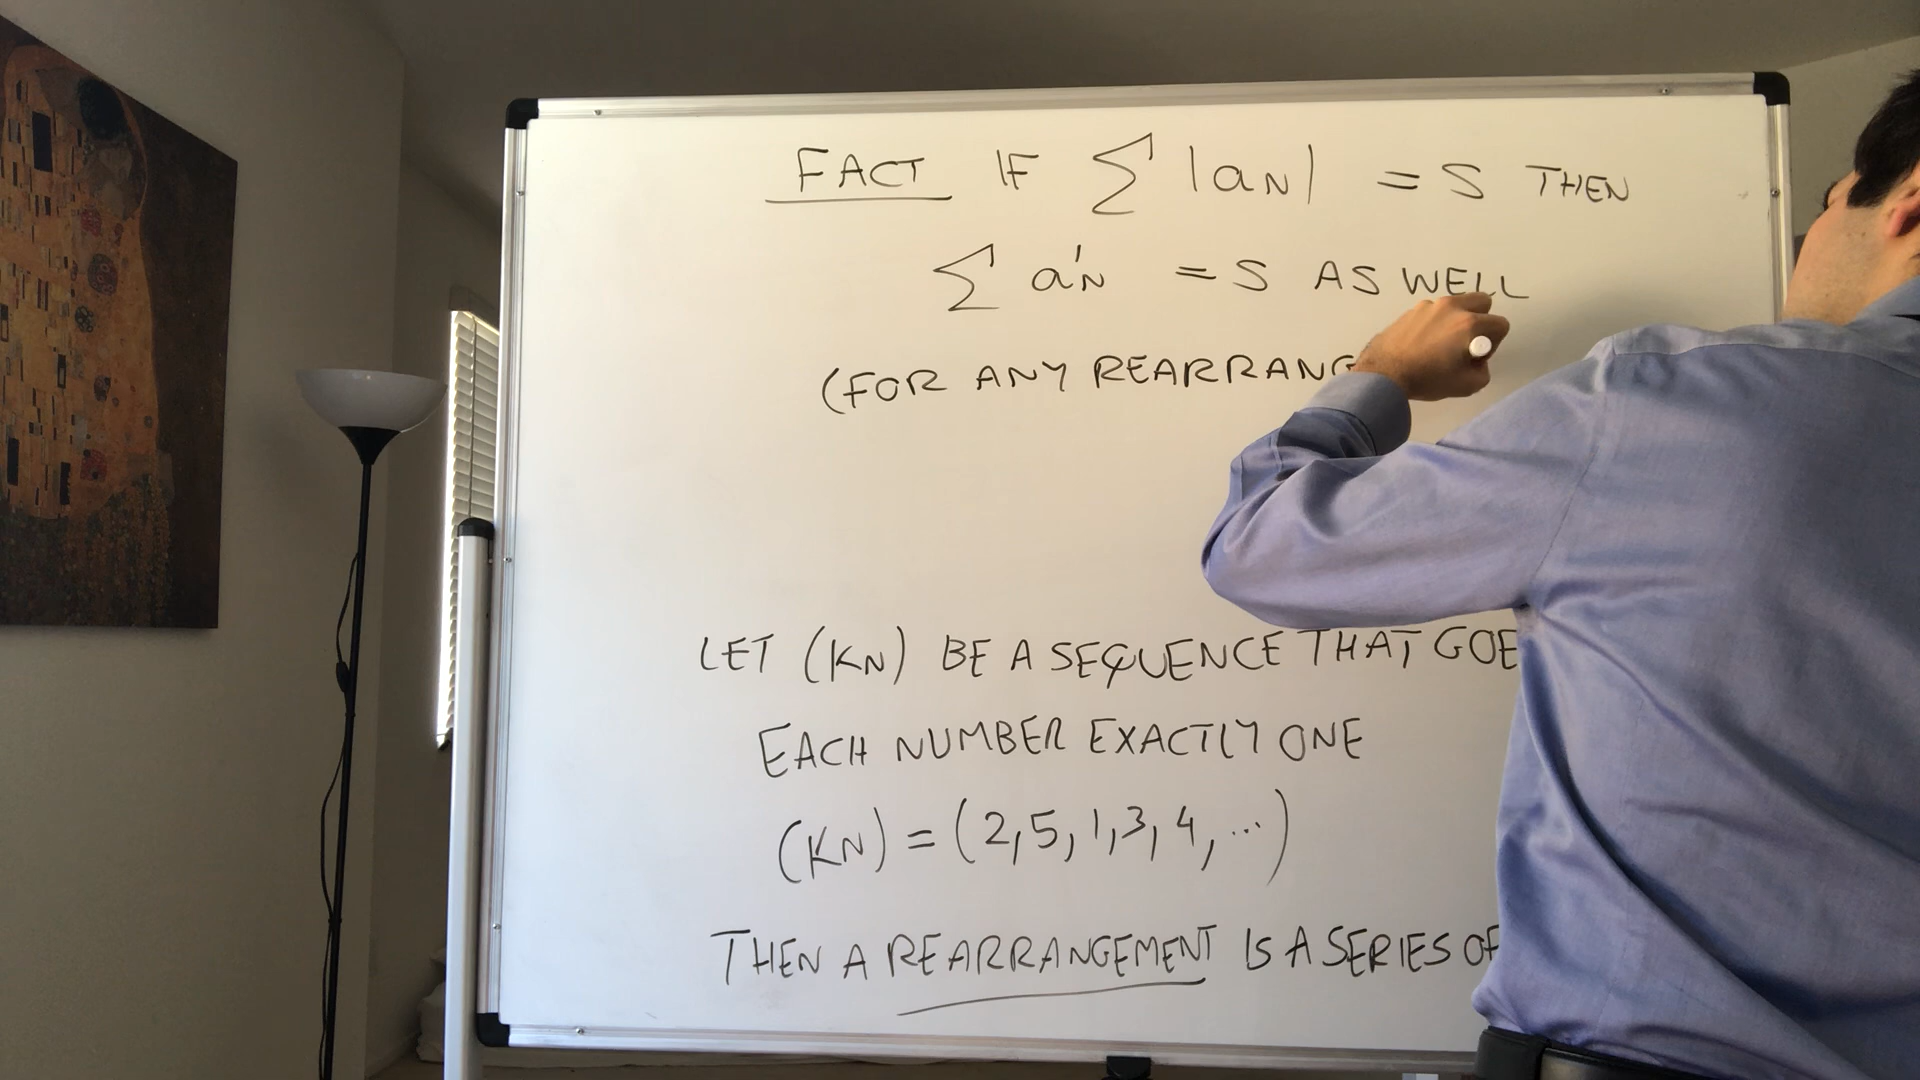 FACT IF ∑ |aN| = S THEN
∑ a'N = S AS WELL
(FOR ANY REARRANG
LET (KN) BE A SEQUENCE THAT GOE
EACH NUMBER EXACTLY ONE
(KN) = (2,5,1,3,4,...)
THEN A REARRANGEMENT IS A SERIES OF